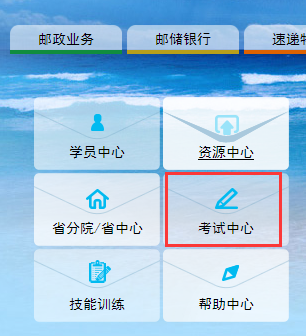 邮政业务 邮储银行 速递物
学员中心 资源中心
省分院/省中心 考试中心
技能训练 帮助中心